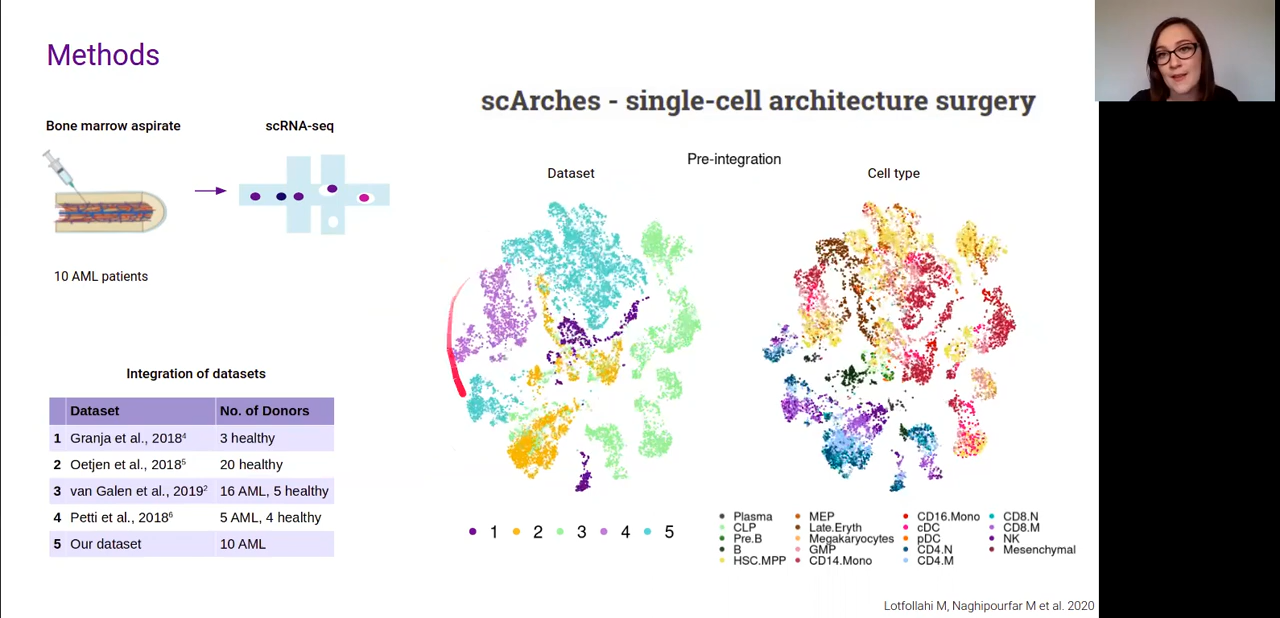 Methods
scArches - single-cell architecture surgery
Bone marrow aspirate
scRNA-seq
10 AML patients
Integration of datasets
Dataset No. of Donors
1 Granja et al., 2018⁴ 3 healthy
2 Oetjen et al., 2018⁵ 20 healthy
3 van Galen et al., 2019² 16 AML, 5 healthy
4 Petti et al., 2018⁶ 5 AML, 4 healthy
5 Our dataset 10 AML
Pre-integration
Dataset
Cell type
1 2 3 4 5
Plasma MEP CD16.Mono CD8.N
CLP Late.Eryth cDC CD8.M
Pre.B Megakaryocytes pDC NK
B GMP CD4.N Mesenchymal
HSC.MPP CD14.Mono CD4.M
Lotfollahi M, Naghipourfar M et al. 2020